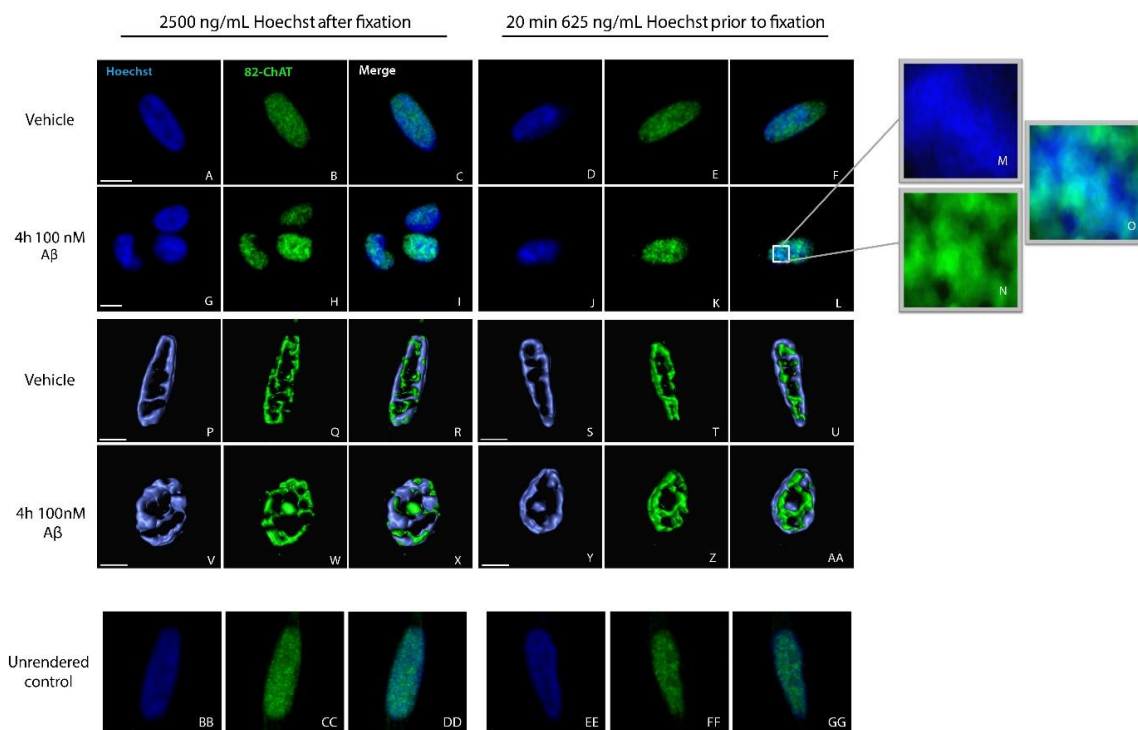 2500 ng/mL Hoechst after fixation
20 min 625 ng/mL Hoechst prior to fixation
Hoechst
82-ChAT
Merge
Vehicle
A
B
C
D
E
F
M
4h 100 nM
Aβ
G
H
I
J
K
L
N
O
Vehicle
P
Q
R
S
T
U
4h 100nM
Aβ
V
W
X
Y
Z
AA
Unrendered
control
BB
CC
DD
EE
FF
GG